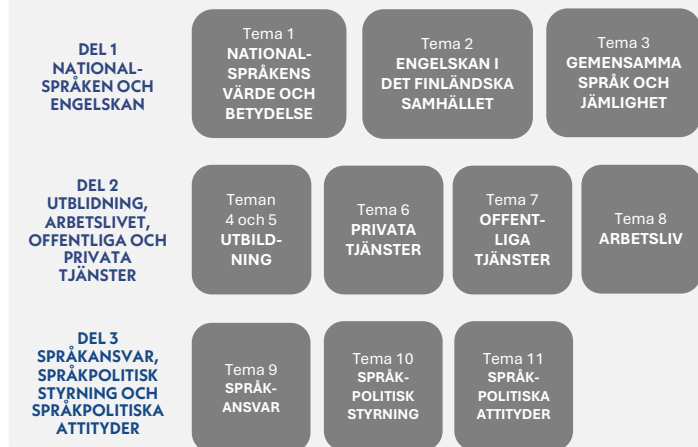 DEL 1
NATIONAL-
SPRÅKEN OCH
ENGELSKAN
Tema 1
NATIONAL-
SPRÅKENS
VÄRDE OCH
BETYDELSE
Tema 2
ENGELSKAN I
DET FINLÄNDSKA
SAMHÄLLET
Tema 3
GEMENSAMMA
SPRÅK OCH
JÄMLIGHET
DEL 2
UTBLIDNING,
ARBETSLIVET,
OFFENTLIGA OCH
PRIVATA
TJÄNSTER
Teman
4 och 5
UTBILD-
NING
Tema 6
PRIVATA
TJÄNSTER
Tema 7
OFFENT-
LIGA
TJÄNSTER
Tema 8
ARBETSLIV
DEL 3
SPRÅKANSVAR,
SPRÅKPOLITISK
STYRNING OCH
SPRÅKPOLITISKA
ATTITYDER
Tema 9
SPRÅK-
ANSVAR
Tema 10
SPRÅK-
POLITISK
STYRNING
Tema 11
SPRÅK-
POLITISKA
ATTITYDER